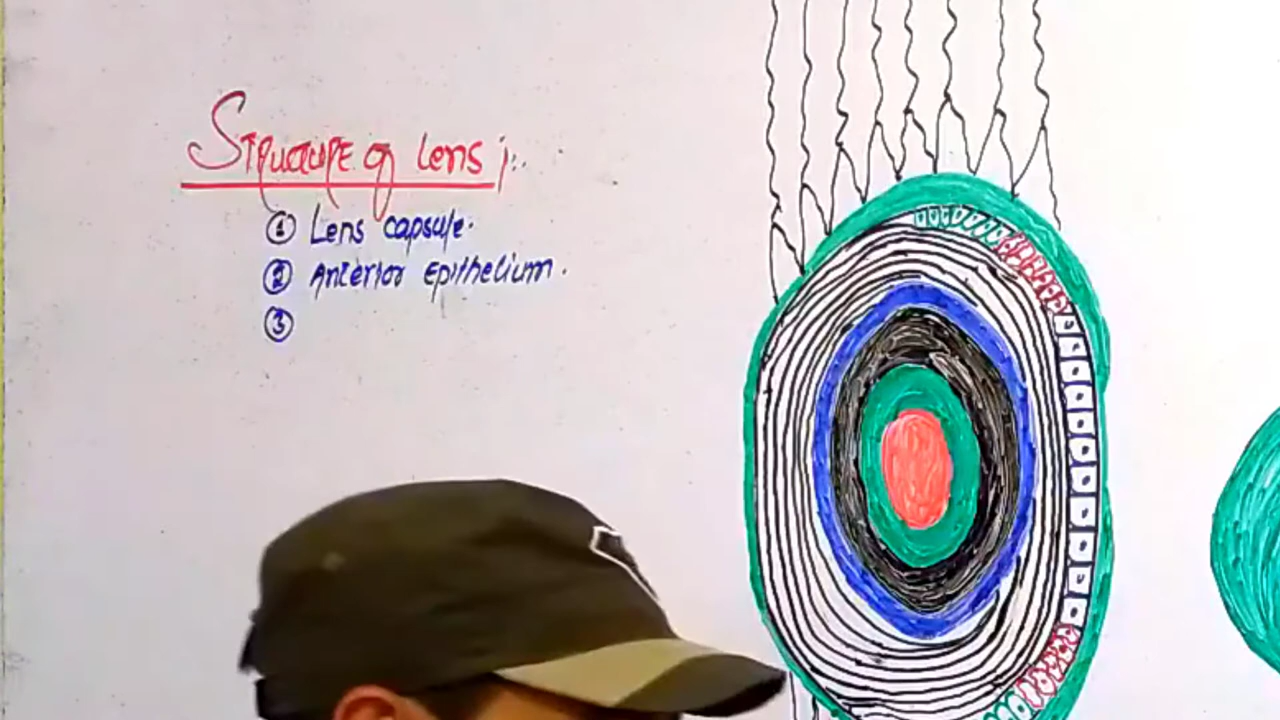 Structure of Lens ;:
① Lens capsule.
② Anterior Epithelium.
③